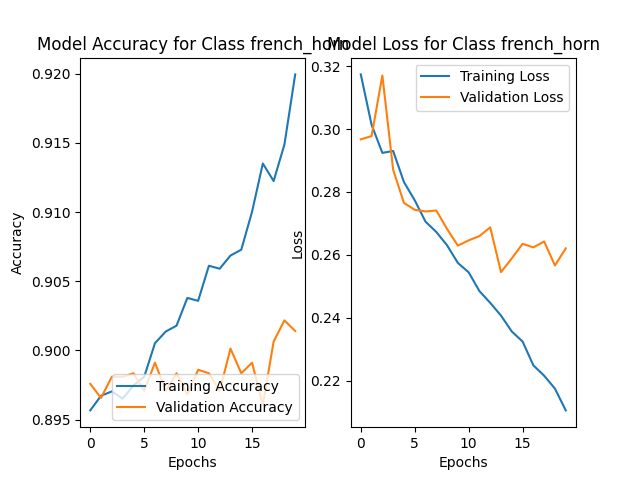 Model Accuracy for Class french_horn
0.920
0.915
0.910
0.905
0.900
0.895
Accuracy
Training Accuracy
Validation Accuracy
0 5 10 15
Epochs
Model Loss for Class french_horn
0.32
0.30
0.28
0.26
0.24
0.22
Loss
Training Loss
Validation Loss
0 5 10 15
Epochs